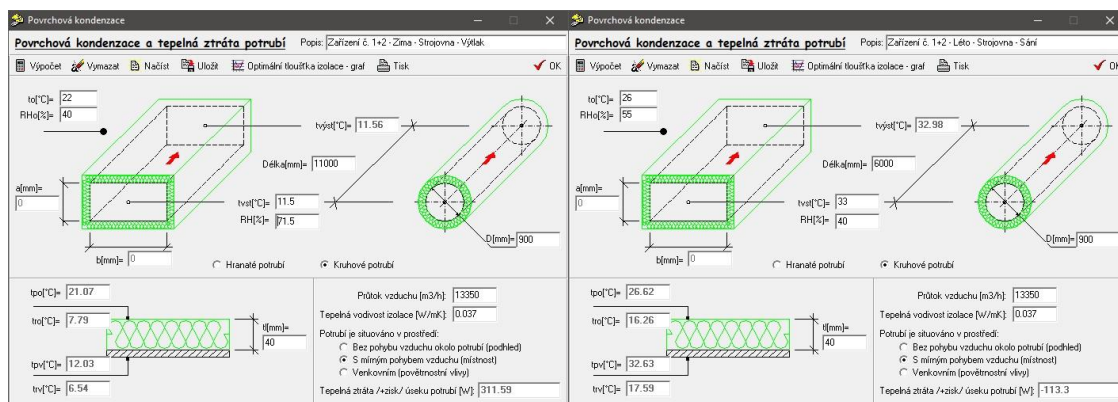 Povrchová kondenzace
Povrchová kondenzace a tepelná ztráta potrubí Popis: Zařízení č. 1+2 - Zima - Strojovna - Výtlak
Výpočet Vymazat Načíst Uložit Optimální tloušťka izolace - graf Tisk OK
to[°C]= 22
RHo[%]= 40
tvýst[°C]= 11.56
Délka[mm]= 11000
a[mm]=
0
tvst[°C]= 11.5
RH[%]= 71.5
D[mm]= 900
b[mm]= 0
Hranaté potrubí Kruhové potrubí
tpo[°C]= 21.07
tro[°C]= 7.79
tl[mm]=
40
tpv[°C]= 12.03
trv[°C]= 6.54
Průtok vzduchu [m3/h]: 13350
Tepelná vodivost izolace [W/mK]: 0.037
Potrubí je situováno v prostředí:
Bez pohybu vzduchu okolo potrubí (podhled)
S mírným pohybem vzduchu (místnost)
Venkovním (povětrnostní vlivy)
Tepelná ztráta /+zisk/ úseku potrubí [W]: 311.59
Povrchová kondenzace
Povrchová kondenzace a tepelná ztráta potrubí Popis: Zařízení č. 1+2 - Léto - Strojovna - Sání
Výpočet Vymazat Načíst Uložit Optimální tloušťka izolace - graf Tisk OK
to[°C]= 26
RHo[%]= 55
tvýst[°C]= 32.98
Délka[mm]= 6000
a[mm]=
0
tvst[°C]= 33
RH[%]= 40
D[mm]= 900
b[mm]= 0
Hranaté potrubí Kruhové potrubí
tpo[°C]= 26.62
tro[°C]= 16.26
tl[mm]=
40
tpv[°C]= 32.63
trv[°C]= 17.59
Průtok vzduchu [m3/h]: 13350
Tepelná vodivost izolace [W/mK]: 0.037
Potrubí je situováno v prostředí:
Bez pohybu vzduchu okolo potrubí (podhled)
S mírným pohybem vzduchu (místnost)
Venkovním (povětrnostní vlivy)
Tepelná ztráta /+zisk/ úseku potrubí [W]: -113.3